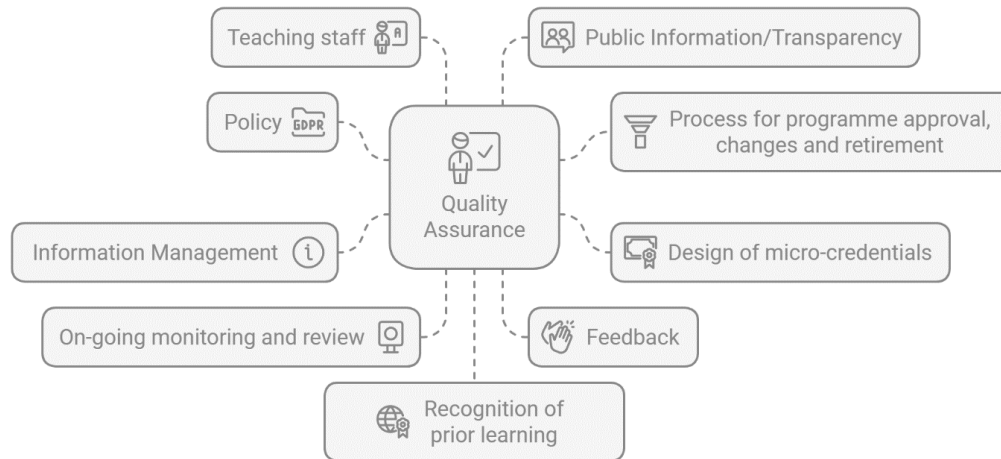 Teaching staff
A
Public Information/Transparency
Policy
GDPR
Process for programme approval,
changes and retirement
Quality
Assurance
Information Management
i
Design of micro-credentials
On-going monitoring and review
Feedback
Recognition of
prior learning